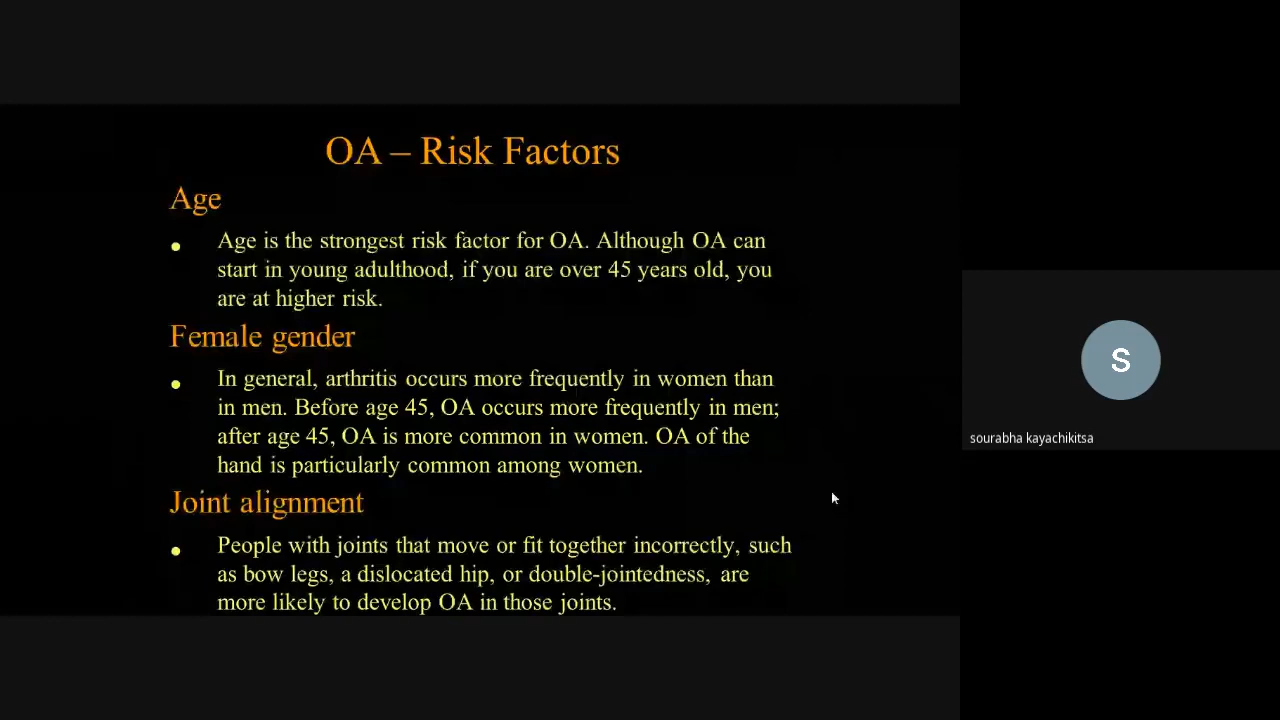 OA – Risk Factors
Age
• Age is the strongest risk factor for OA. Although OA can
start in young adulthood, if you are over 45 years old, you
are at higher risk.
Female gender
• In general, arthritis occurs more frequently in women than
in men. Before age 45, OA occurs more frequently in men;
after age 45, OA is more common in women. OA of the
hand is particularly common among women.
Joint alignment
• People with joints that move or fit together incorrectly, such
as bow legs, a dislocated hip, or double-jointedness, are
more likely to develop OA in those joints.
S
sourabha kayachikitsa